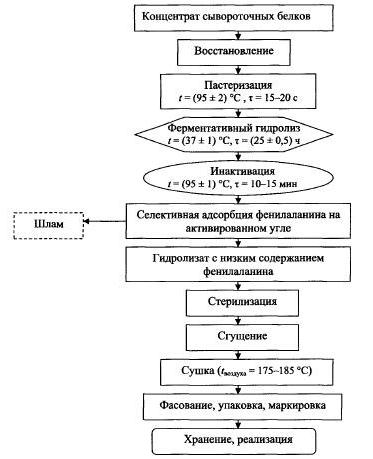 Концентрат сывороточных белков
Восстановление
Пастеризация
t = (95 ± 2) °C , τ = 15–20 с
Ферментативный гидролиз
t = (37 ± 1) °C, τ = (25 ± 0,5) ч
Инактивация
t = (95 ± 1) °C, τ = 10–15 мин
Селективная адсорбция фенилаланина на
активированном угле
Шлам
Гидролизат с низким содержанием
фенилаланина
Стерилизация
Сгущение
Сушка (tвоздуха = 175–185 °C)
Фасование, упаковка, маркировка
Хранение, реализация